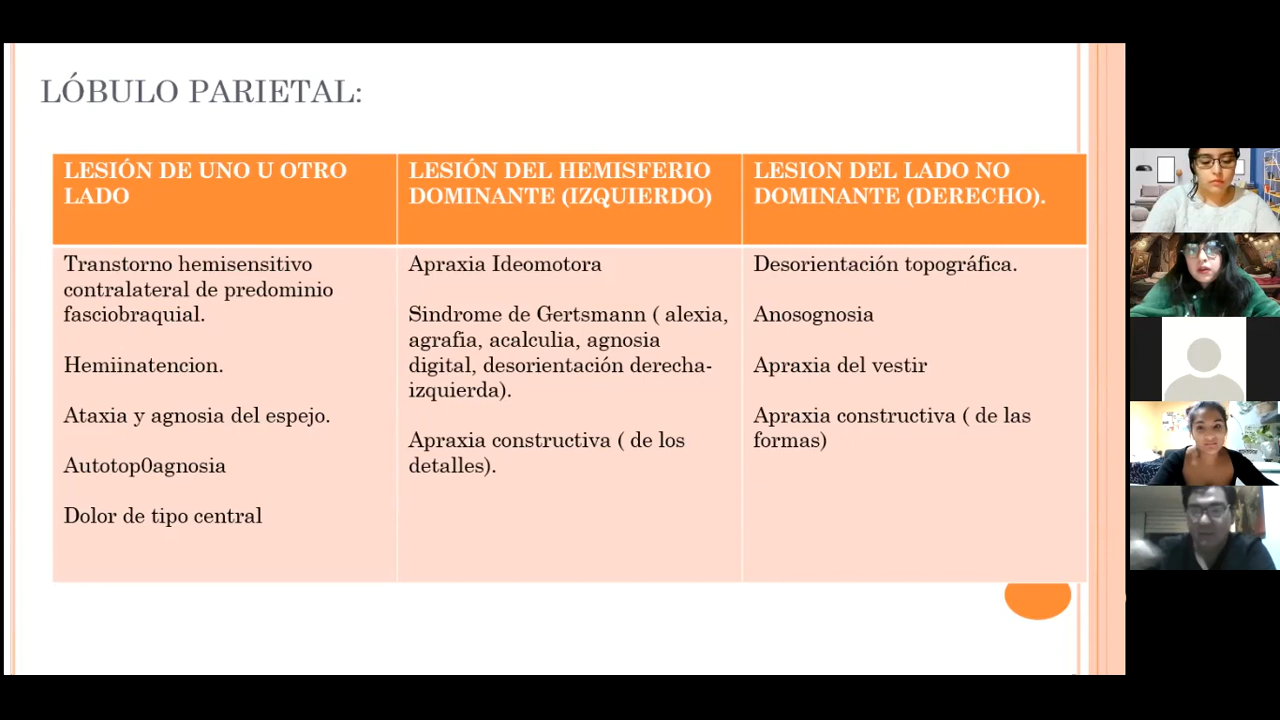 LÓBULO PARIETAL:
LESIÓN DE UNO U OTRO
LADO
LESIÓN DEL HEMISFERIO
DOMINANTE (IZQUIERDO)
LESION DEL LADO NO
DOMINANTE (DERECHO).
Transtorno hemisensitivo
contralateral de predominio
fasciobraquial.
Hemiinatencion.
Ataxia y agnosia del espejo.
Autotop0agnosia
Dolor de tipo central
Apraxia Ideomotora
Sindrome de Gertsmann ( alexia,
agrafia, acalculia, agnosia
digital, desorientación derecha-
izquierda).
Apraxia constructiva ( de los
detalles).
Desorientación topográfica.
Anosognosia
Apraxia del vestir
Apraxia constructiva ( de las
formas)